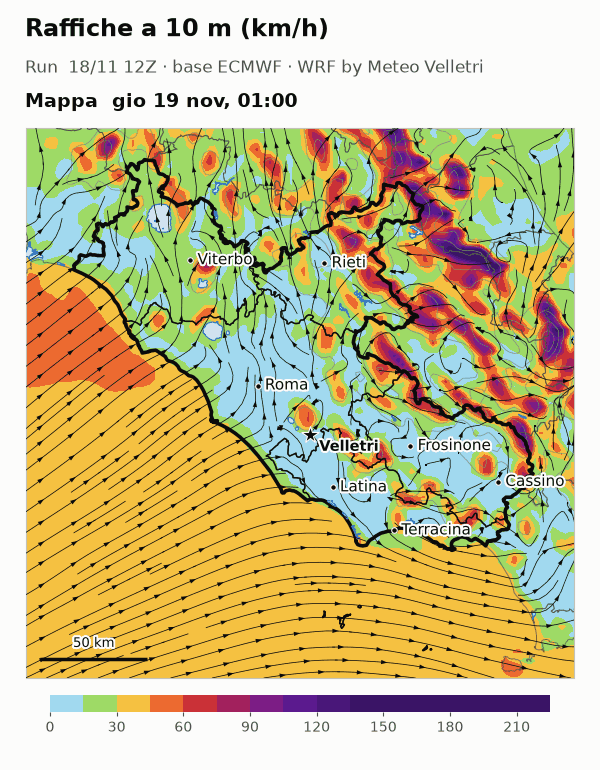 Raffiche a 10 m (km/h)
Run  18/11 12Z · base ECMWF · WRF by Meteo Velletri
Mappa  gio 19 nov, 01:00
Viterbo
Rieti
Roma
Velletri
Frosinone
Latina
Cassino
Terracina
50 km
0 30 60 90 120 150 180 210